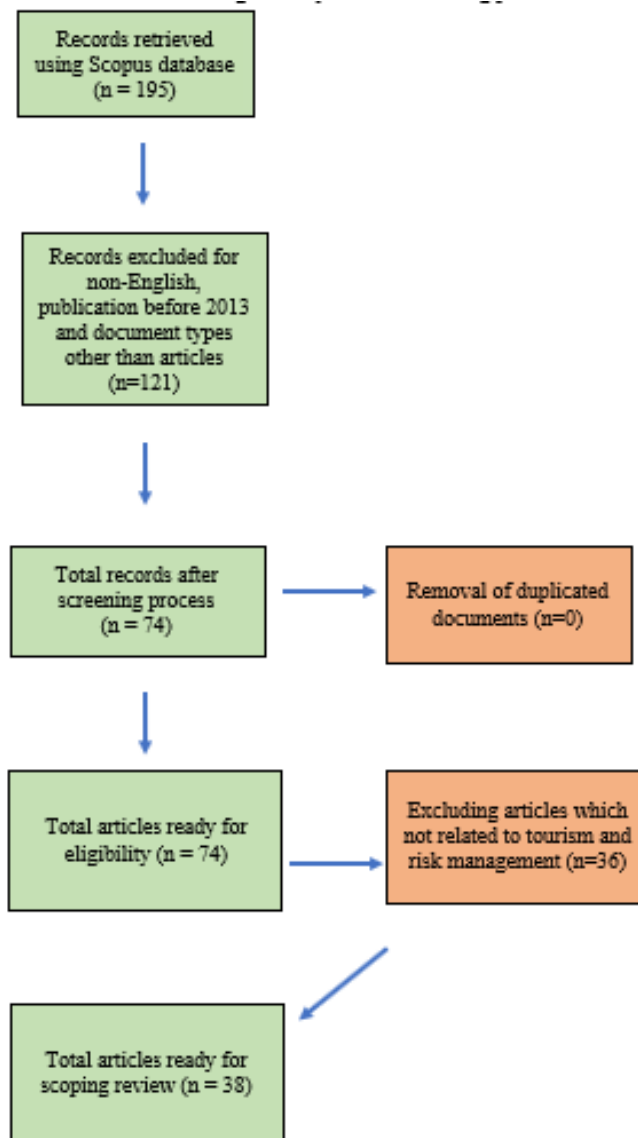 Records retrieved
using Scopus database
(n = 195)
Records excluded for
non-English,
publication before 2013
and document types
other than articles
(n=121)
Total records after
screening process
(n = 74)
Removal of duplicated
documents (n=0)
Total articles ready for
eligibility (n = 74)
Excluding articles which
not related to tourism and
risk management (n=36)
Total articles ready for
scoping review (n = 38)